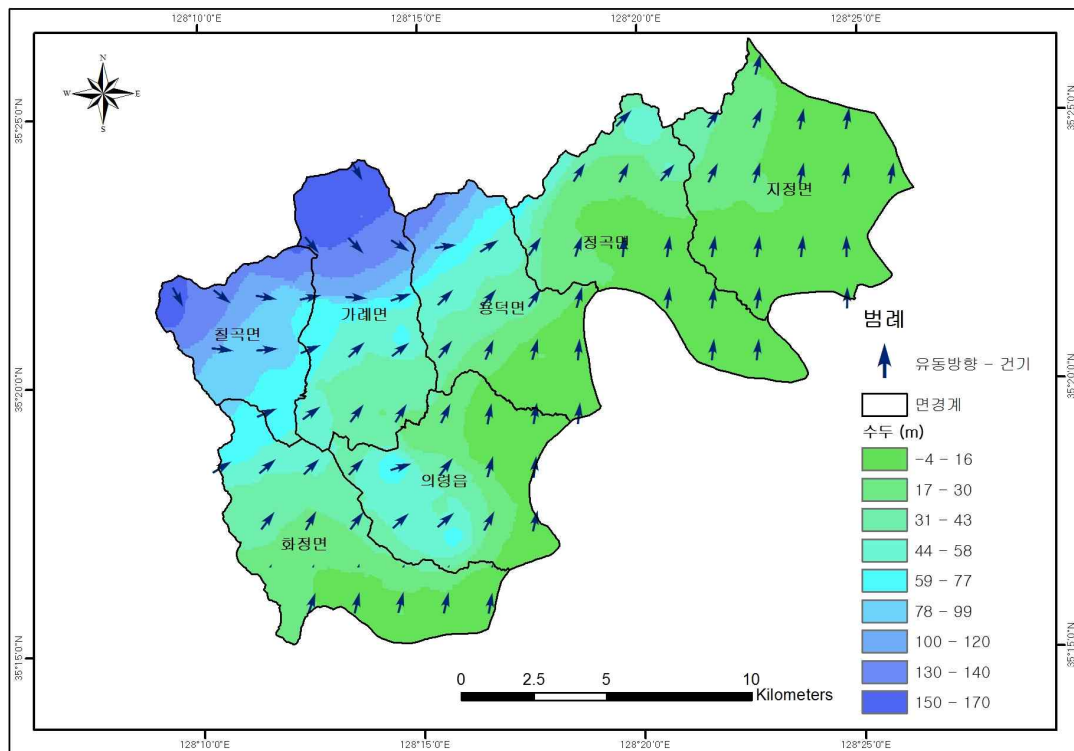 128°10'0"E 128°15'0"E 128°20'0"E 128°25'0"E
N
W E
S
35°25'0"N 35°25'0"N
지정면
정곡면
칠곡면 가례면 용덕면
범례
유동방향 - 건기
35°20'0"N 35°20'0"N
면경계
수두 (m)
-4 - 16
17 - 30
의령읍
31 - 43
44 - 58
화정면
59 - 77
78 - 99
100 - 120
130 - 140
150 - 170
35°15'0"N 35°15'0"N
0 2.5 5 10
Kilometers
128°10'0"E 128°15'0"E 128°20'0"E 128°25'0"E